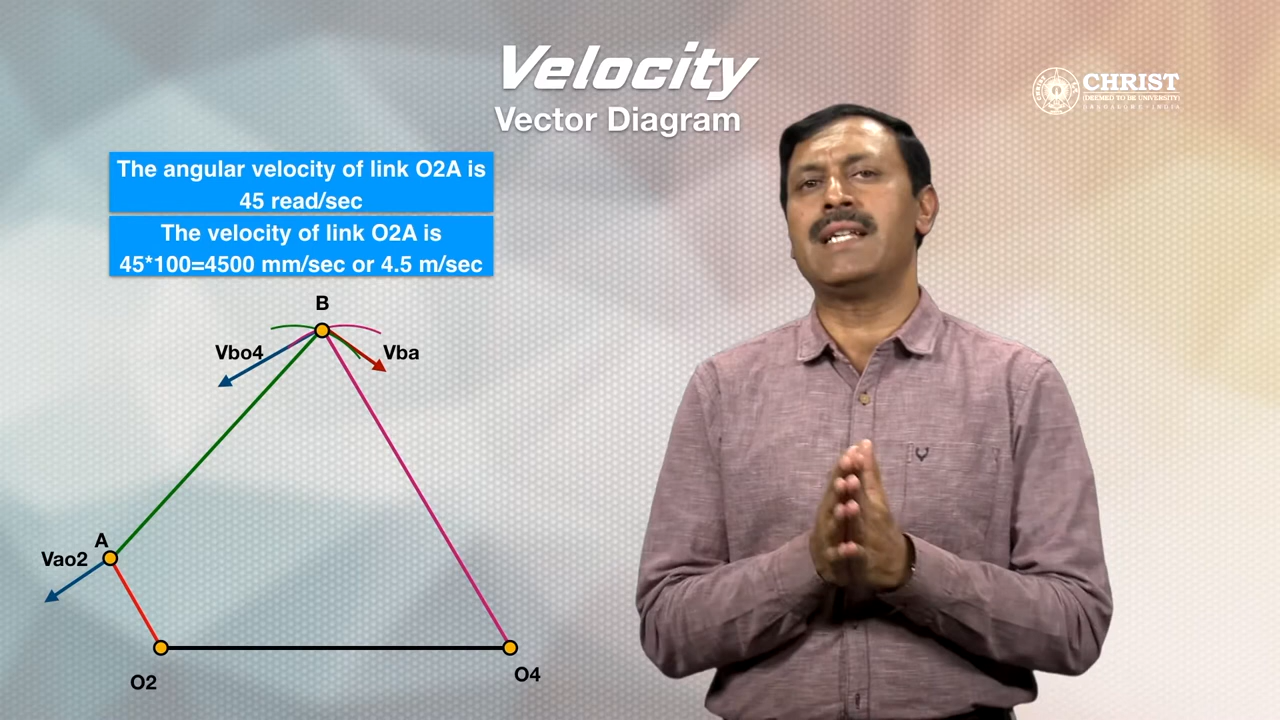 Velocity
Vector Diagram
CHRIST
(DEEMED TO BE UNIVERSITY)
The angular velocity of link O2A is
45 read/sec
The velocity of link O2A is
45*100=4500 mm/sec or 4.5 m/sec
B
Vbo4
Vba
A
Vao2
O2
O4